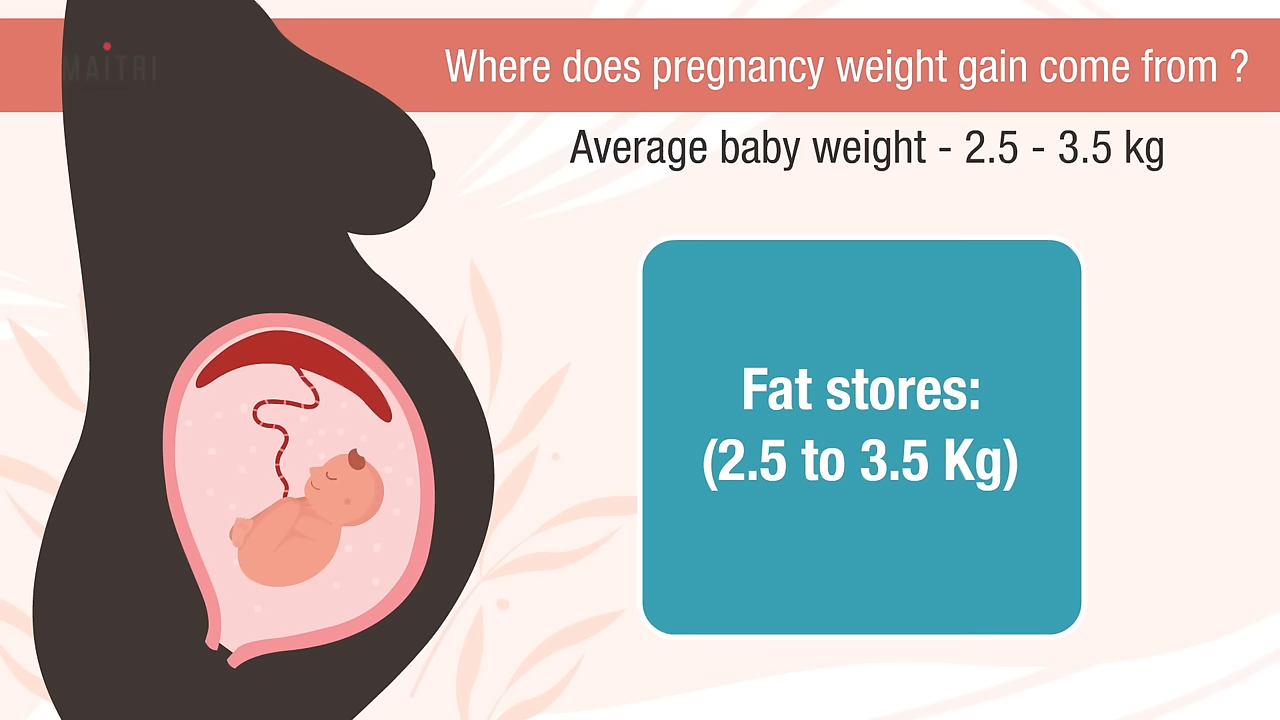 MAITRI
Where does pregnancy weight gain come from ?
Average baby weight - 2.5 - 3.5 kg
Fat stores:
(2.5 to 3.5 Kg)